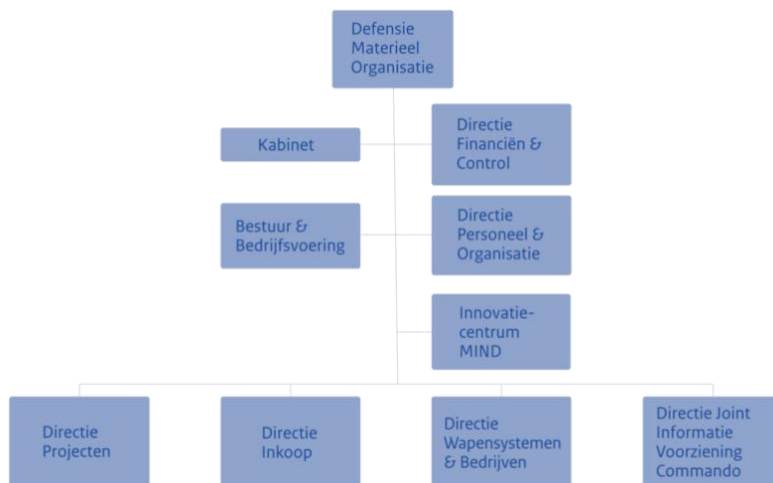 Defensie
Materieel
Organisatie
Kabinet
Directie
Financiën &
Control
Bestuur &
Bedrijfsvoering
Directie
Personeel &
Organisatie
Innovatie-
centrum
MIND
Directie
Projecten
Directie
Inkoop
Directie
Wapensystemen
& Bedrijven
Directie Joint
Informatie
Voorziening
Commando